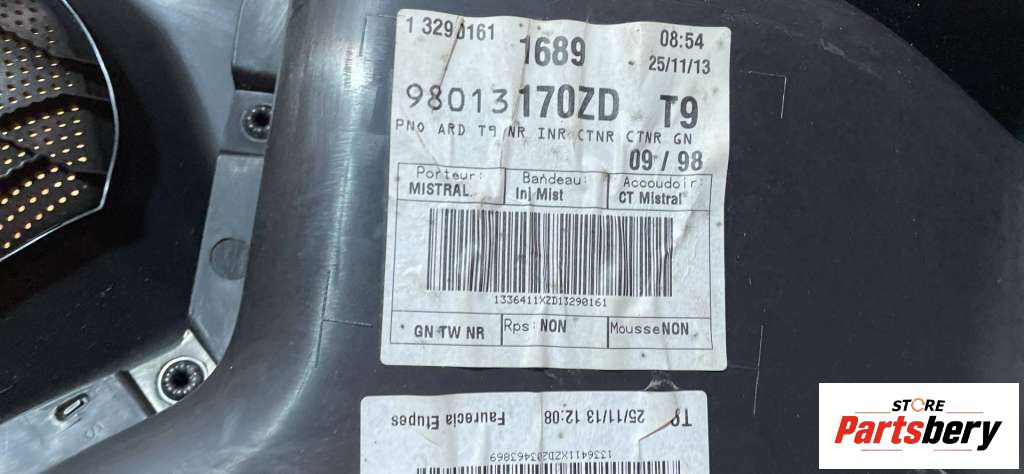 1 3290161 1689 08:54
25/11/13
98013170ZD T9
PNO ARD T9 NR INR CTNR CTNR GN
09 / 98
Porteur: Bandeau: Accoudoir:
MISTRAL Inj Mist CT Mistral
1336411XZD13290161
GN TW NR Rps: NON Mousse NON
T9 25/11/13 12:08 Faurecia Etupes
1336411XZD203463869
STORE
Partsbery